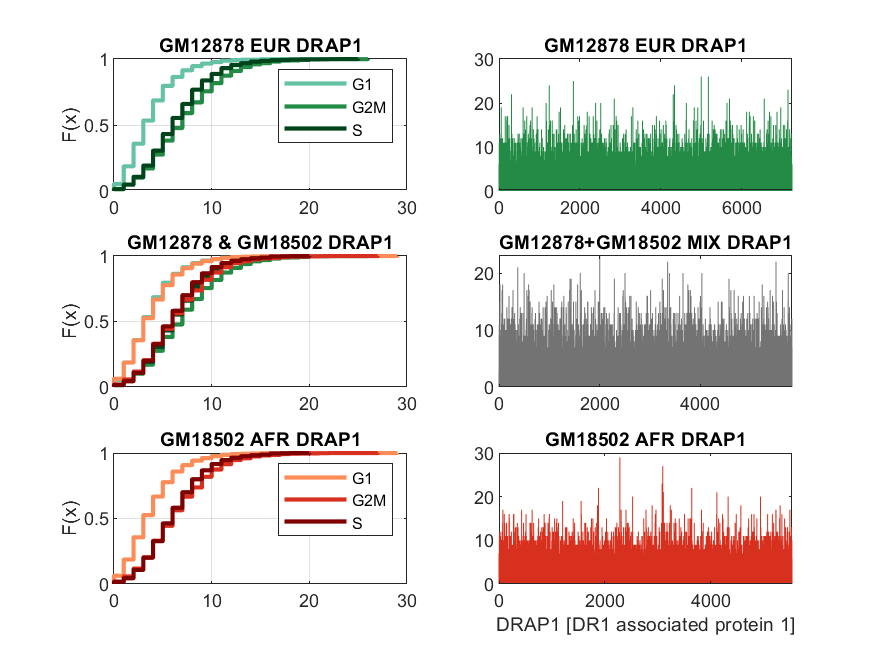 GM12878 EUR DRAP1
1
0.5
0
F(x)
0 10 20 30
G1
G2M
S
GM12878 EUR DRAP1
30
20
10
0
0 2000 4000 6000
GM12878 & GM18502 DRAP1
1
0.5
0
F(x)
0 10 20 30
GM12878+GM18502 MIX DRAP1
20
10
0
0 2000 4000
GM18502 AFR DRAP1
1
0.5
0
F(x)
0 10 20 30
G1
G2M
S
GM18502 AFR DRAP1
30
20
10
0
0 2000 4000
DRAP1 [DR1 associated protein 1]